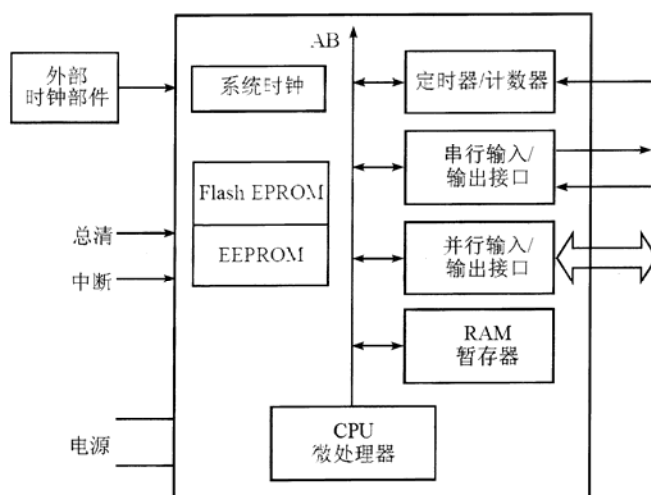 AB
外部
时钟部件
系统时钟
定时器/计数器
串行输入/
输出接口
Flash EPROM
EEPROM
总清
中断
并行输入/
输出接口
RAM
暂存器
CPU
微处理器
电源